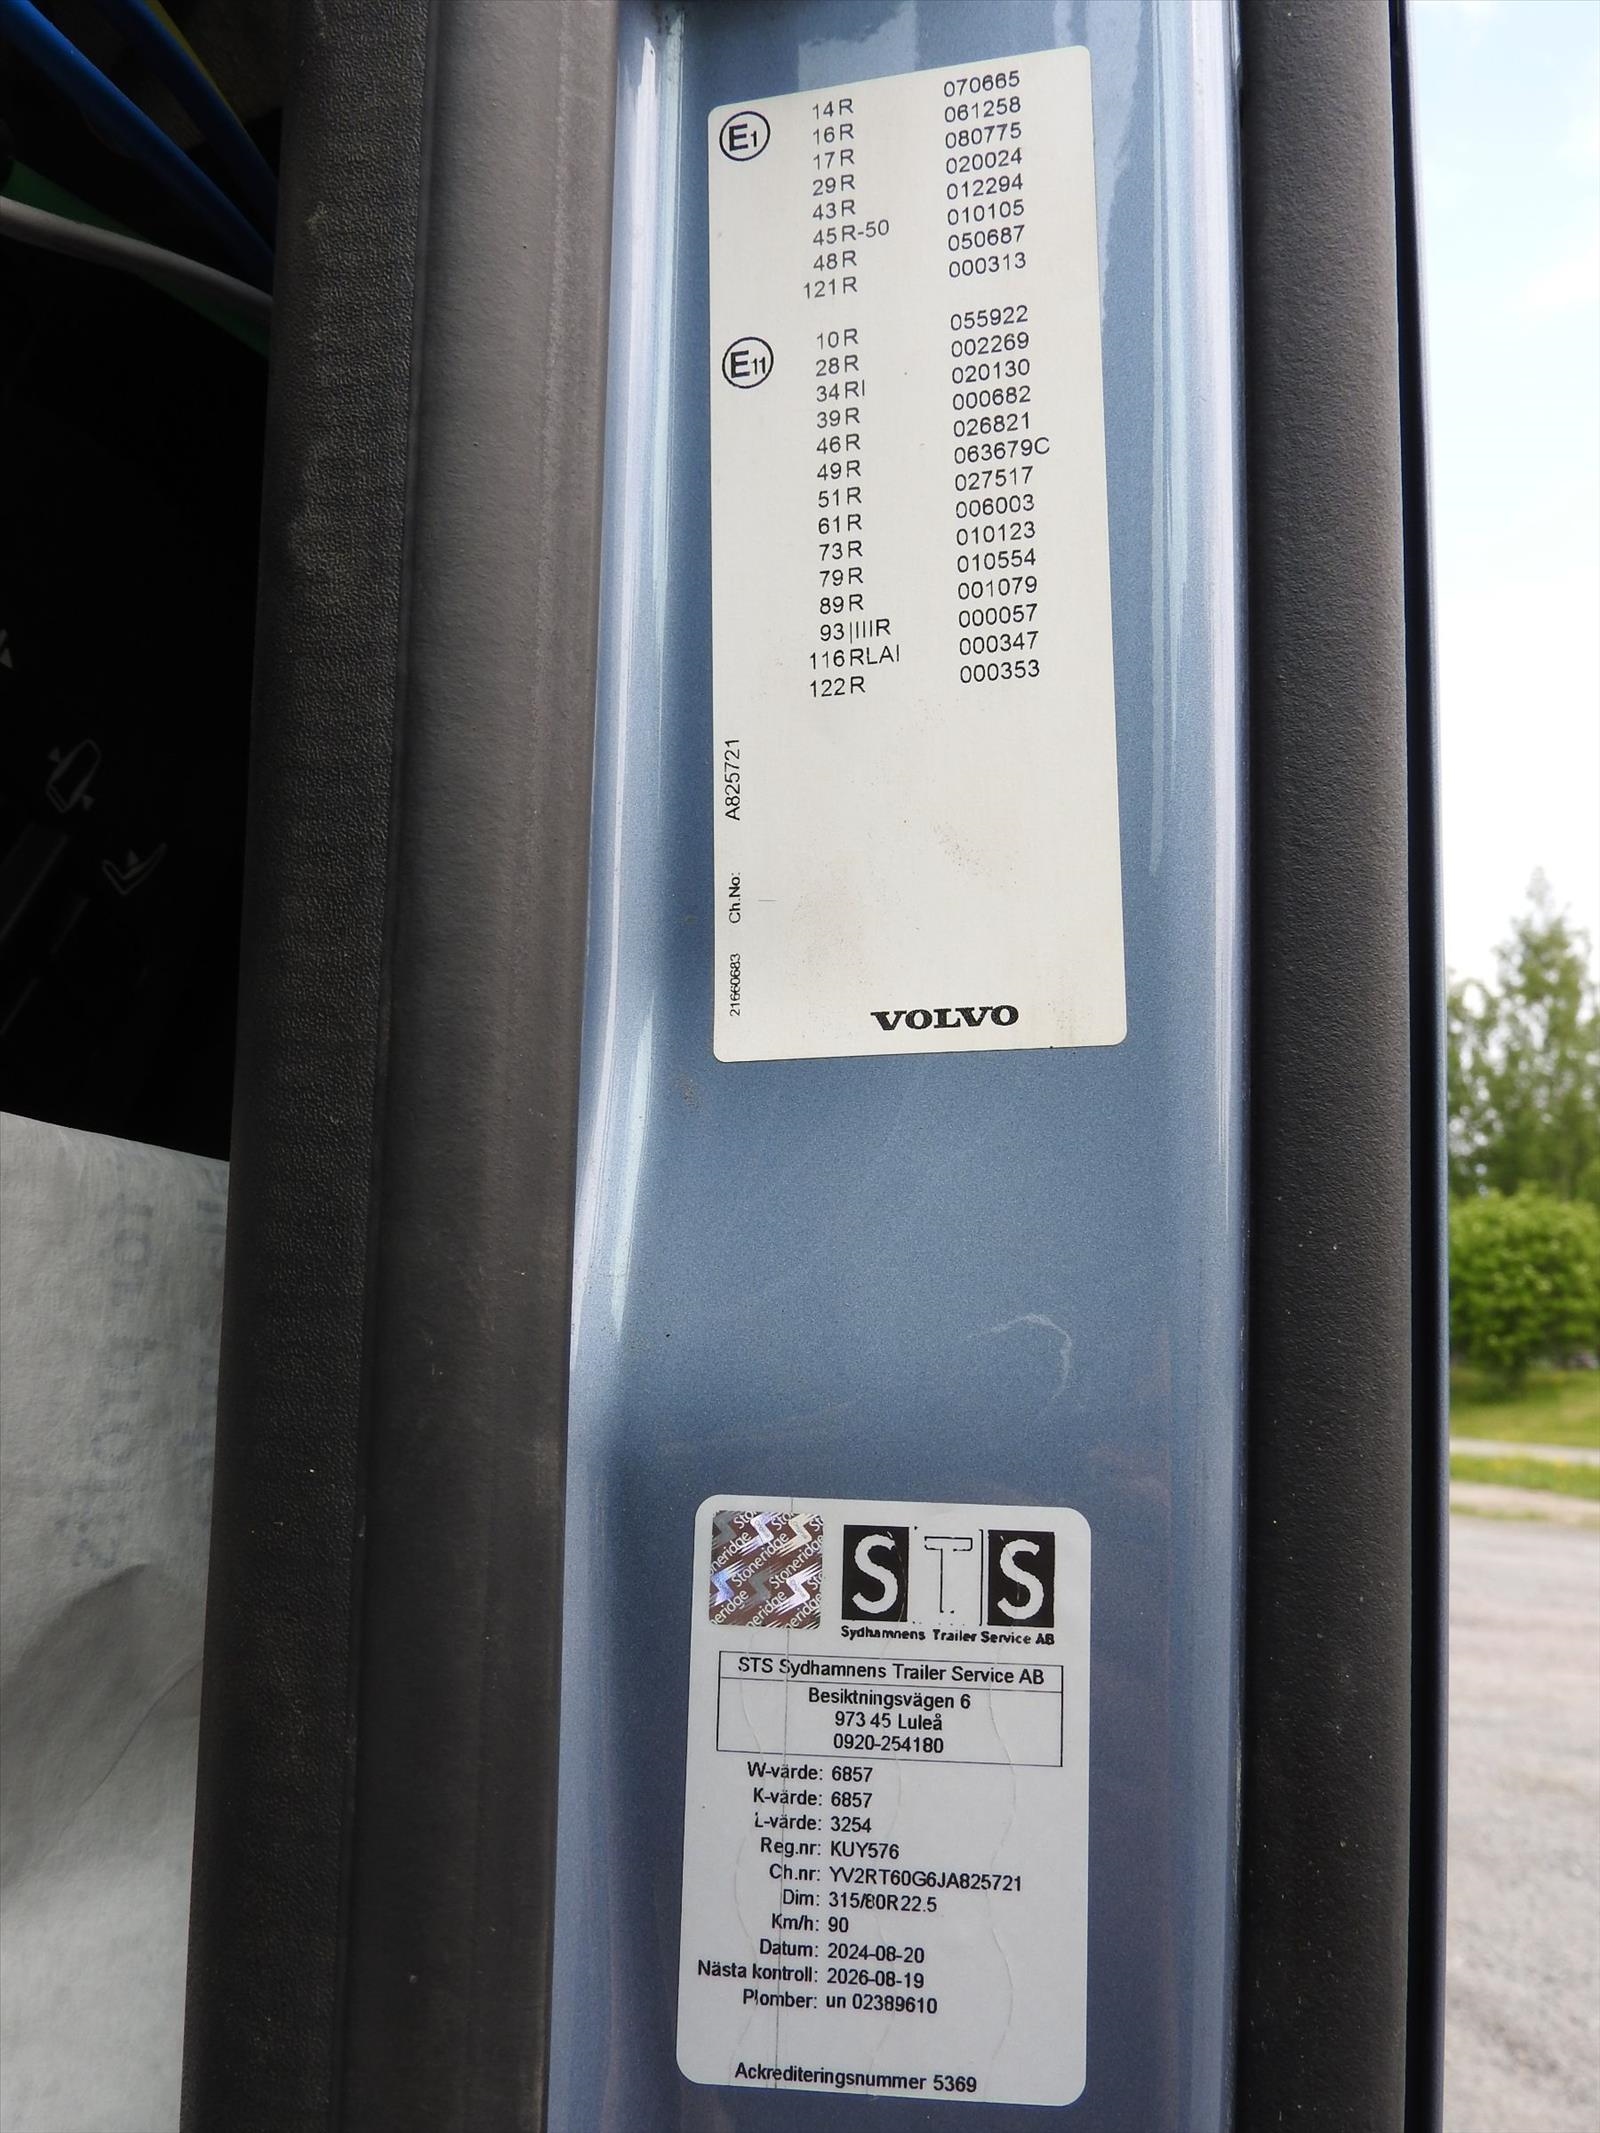 E1
14R 070665
16R 061258
17R 080775
29R 020024
43R 012294
45R-50 010105
48R 050687
121R 000313
E11
10R 055922
28R 002269
34RI 020130
39R 000682
46R 026821
49R 063679C
51R 027517
61R 006003
73R 010123
79R 010554
89R 001079
93|IIIR 000057
116RLAI 000347
122R 000353
21660683 Ch.No: A825721
VOLVO
Stoneridge
STS
Sydhamnens Trailer Service AB
STS Sydhamnens Trailer Service AB
Besiktningsvägen 6
973 45 Luleå
0920-254180
W-värde: 6857
K-värde: 6857
L-värde: 3254
Reg.nr: KUY576
Ch.nr: YV2RT60G6JA825721
Dim: 315/80R22.5
Km/h: 90
Datum: 2024-08-20
Nästa kontroll: 2026-08-19
Plomber: un 02389610
Ackrediteringsnummer 5369